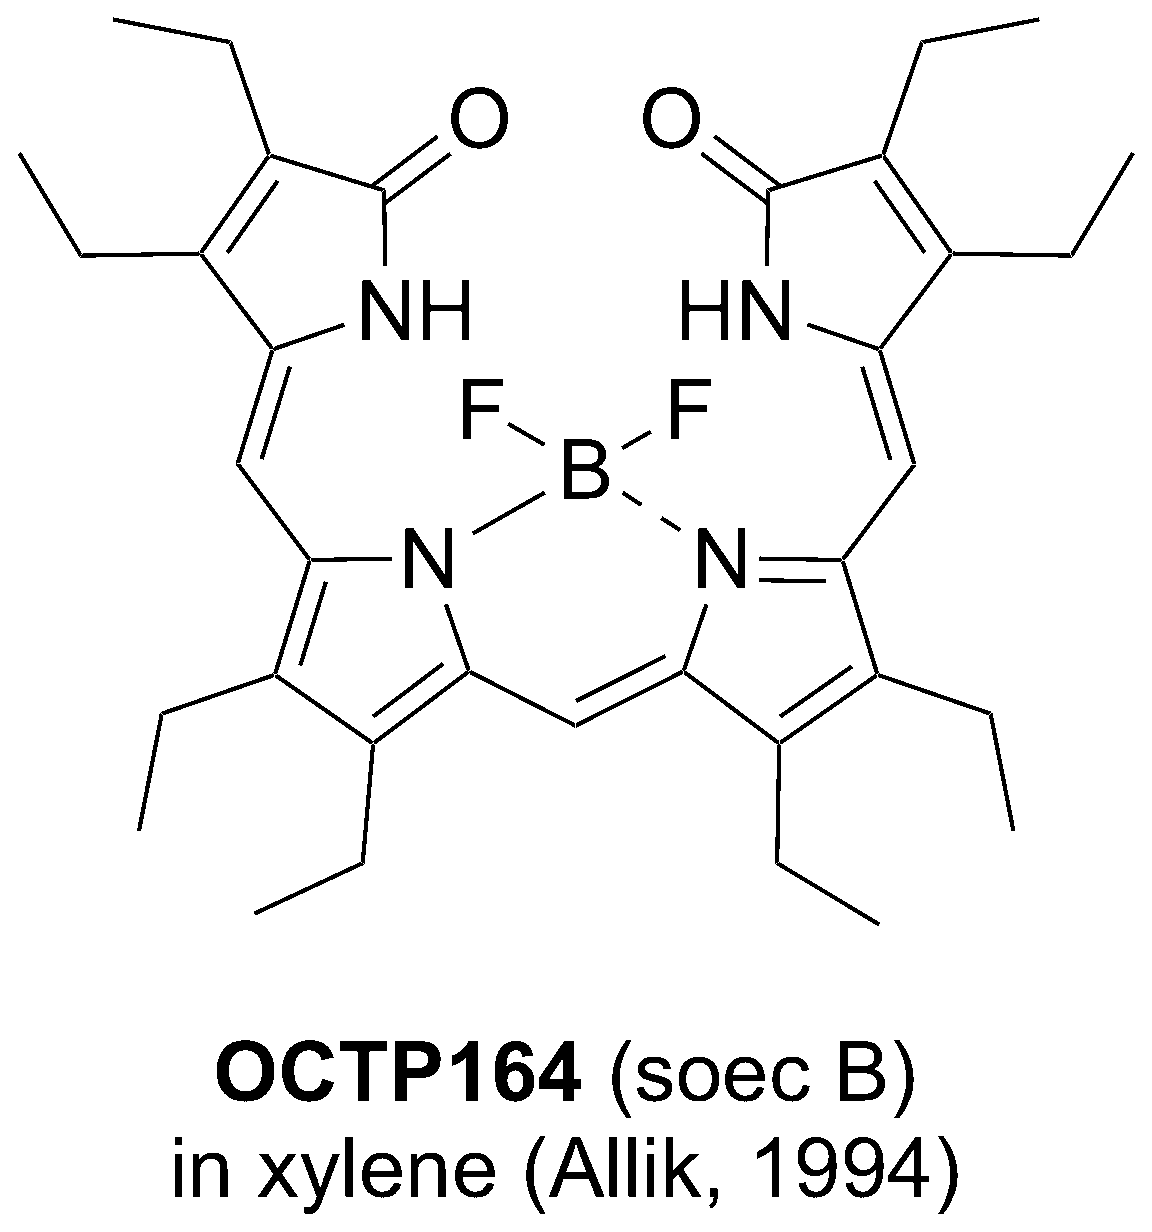 O O
NH HN
F F
B
N N
OCTP164 (soec B)
in xylene (Allik, 1994)